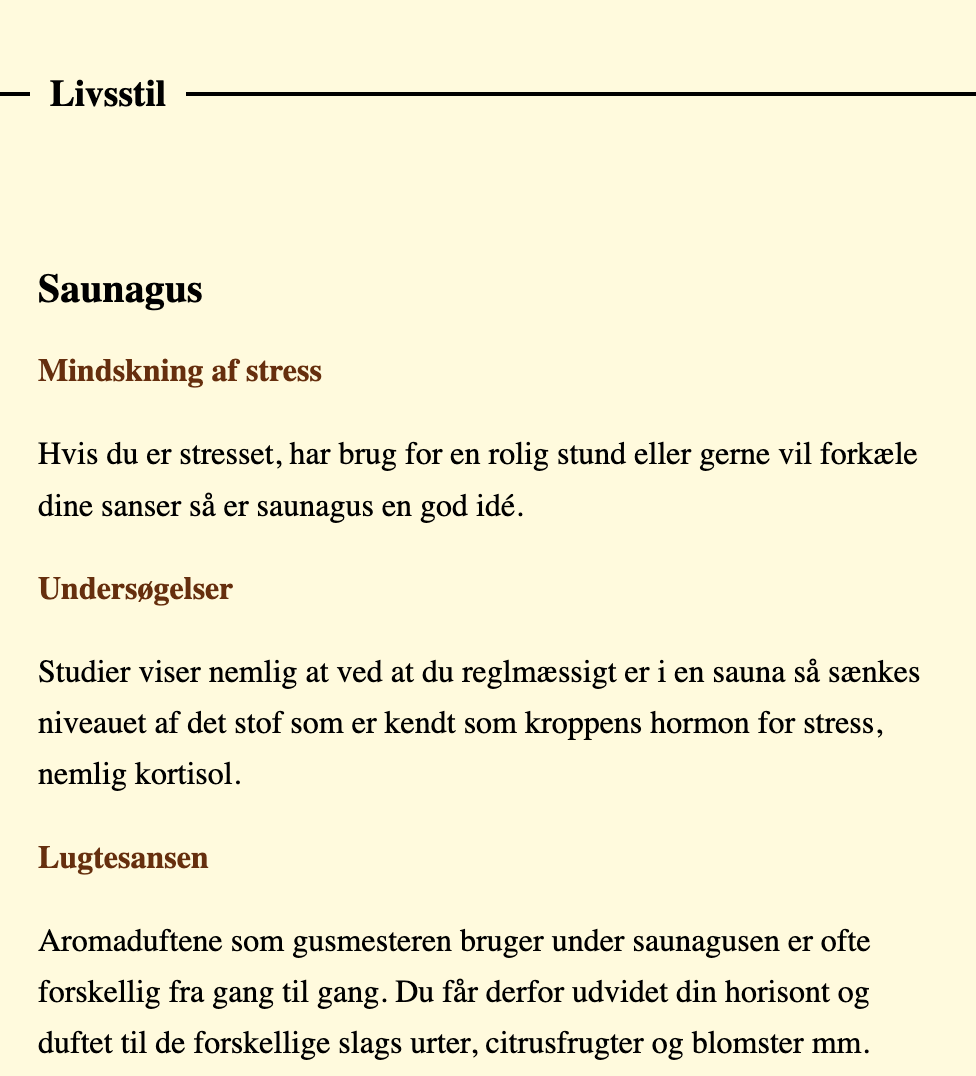 Livsstil
Saunagus
Mindskning af stress
Hvis du er stresset, har brug for en rolig stund eller gerne vil forkæle
dine sanser så er saunagus en god idé.
Undersøgelser
Studier viser nemlig at ved at du reglmæssigt er i en sauna så sænkes
niveauet af det stof som er kendt som kroppens hormon for stress,
nemlig kortisol.
Lugtesansen
Aromaduftene som gusmesteren bruger under saunagusen er ofte
forskellig fra gang til gang. Du får derfor udvidet din horisont og
duftet til de forskellige slags urter, citrusfrugter og blomster mm.